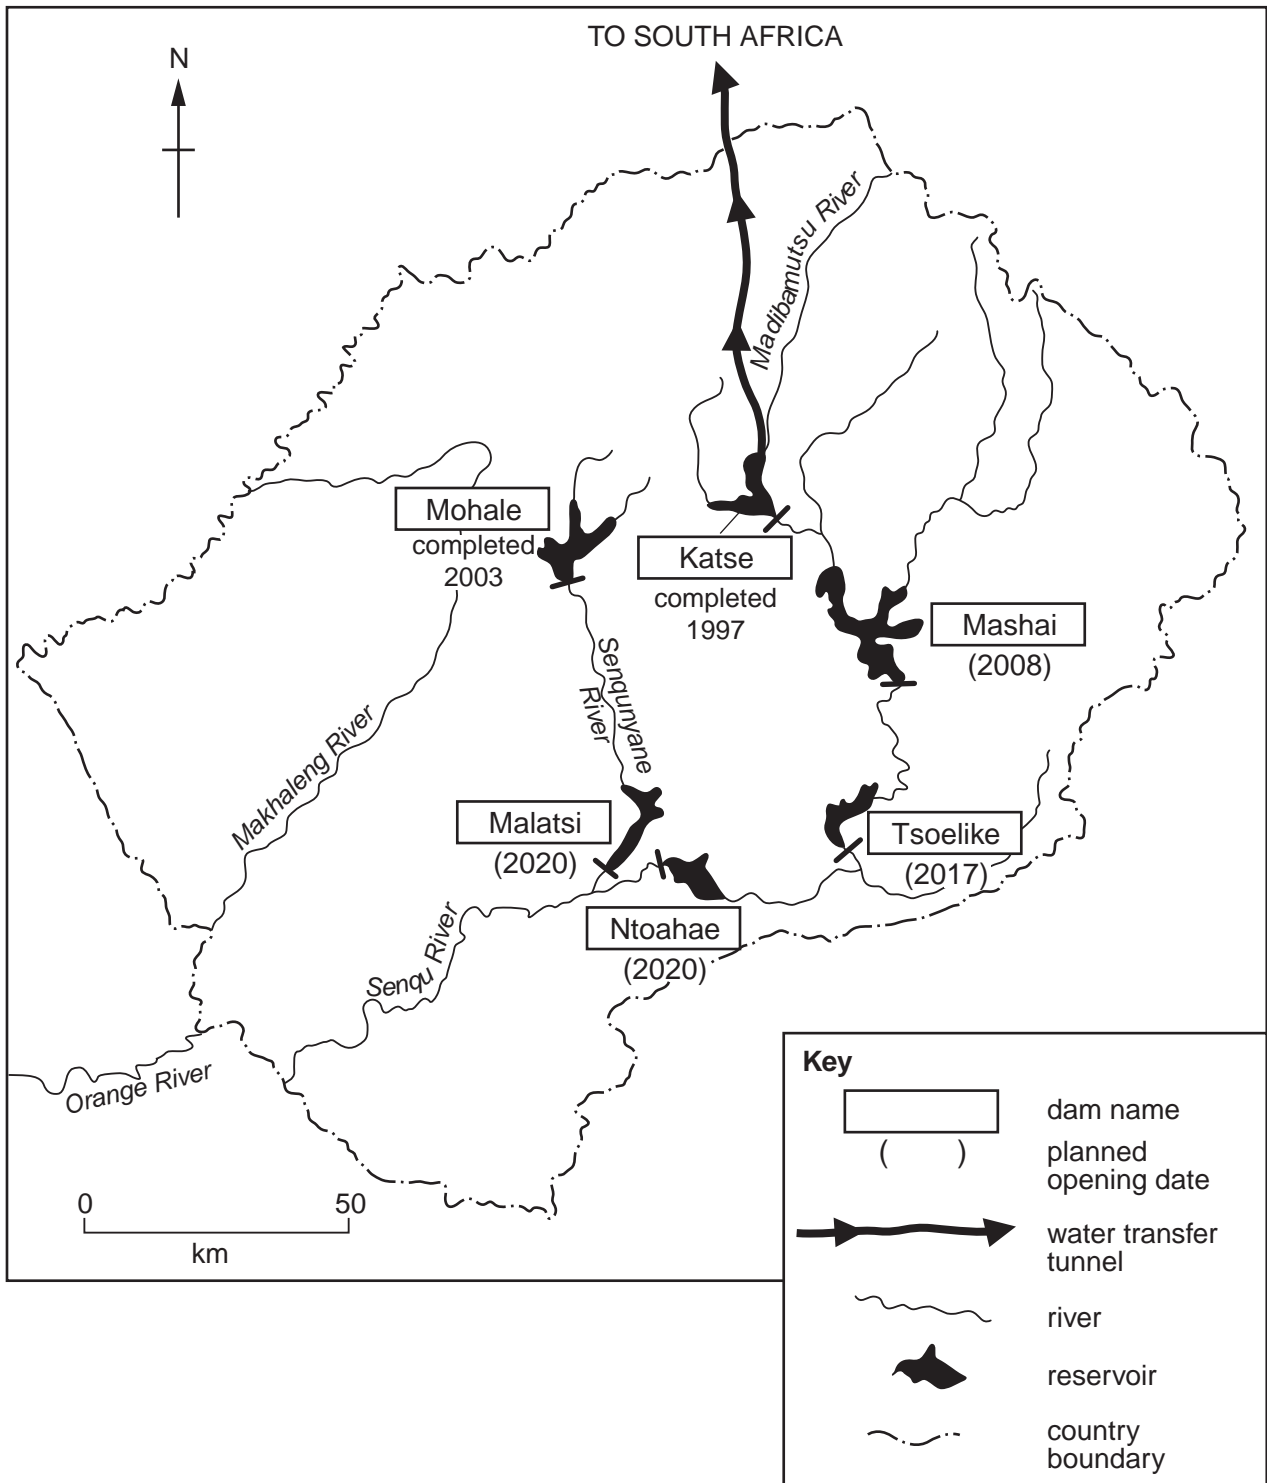 TO SOUTH AFRICA
N
Madibamutsu River
Mohale
completed
2003
Katse
completed
1997
Mashai
(2008)
Senqunyane
River
Makhaleng River
Malatsi
(2020)
Tsoelike
(2017)
Ntoahae
(2020)
Senqu River
Orange River
0 50
km
Key
dam name
( ) planned
opening date
water transfer
tunnel
river
reservoir
country
boundary